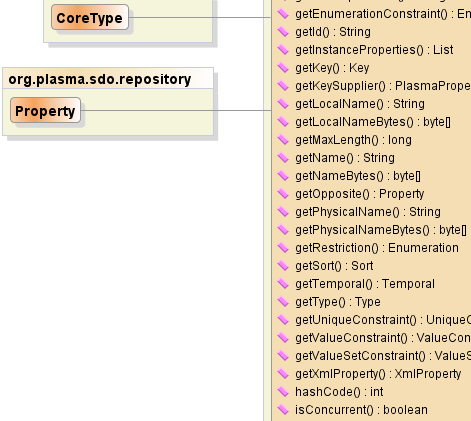 CoreType
org.plasma.sdo.repository
Property
getEnumerationConstraint() : En
getId() : String
getInstanceProperties() : List
getKey() : Key
getKeySupplier() : PlasmaPrope
getLocalName() : String
getLocalNameBytes() : byte[]
getMaxLength() : long
getName() : String
getNameBytes() : byte[]
getOpposite() : Property
getPhysicalName() : String
getPhysicalNameBytes() : byte[]
getRestriction() : Enumeration
getSort() : Sort
getTemporal() : Temporal
getType() : Type
getUniqueConstraint() : UniqueC
getValueConstraint() : ValueCon
getValueSetConstraint() : ValueS
getXmlProperty() : XmlProperty
hashCode() : int
isConcurrent() : boolean